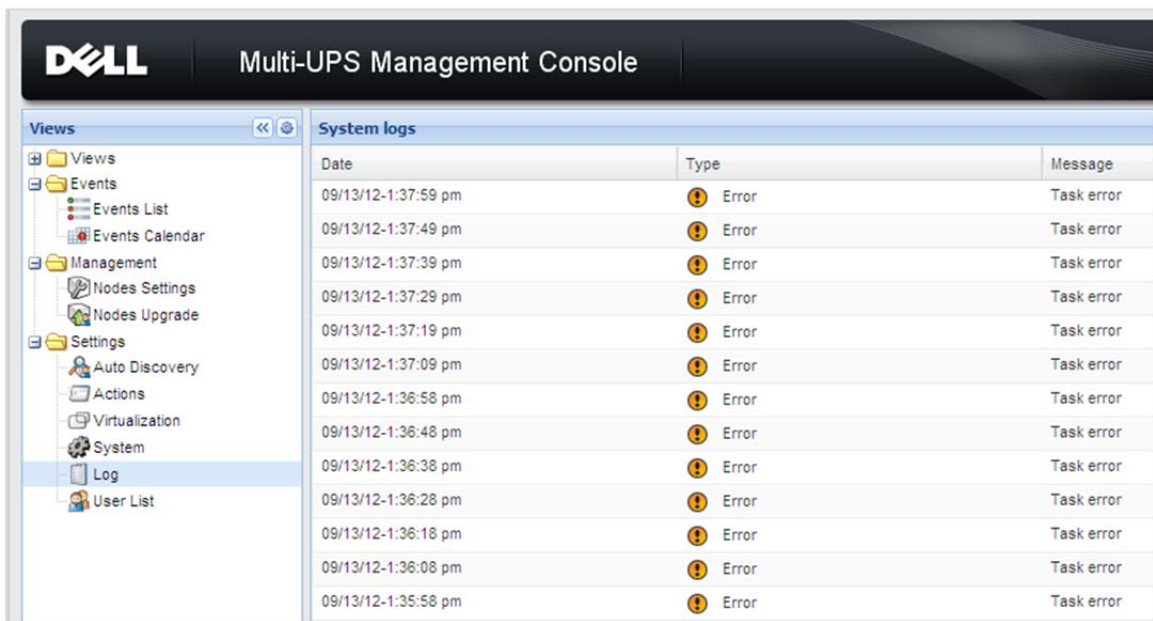 DELL Multi-UPS Management Console
Views
Views
Events
Events List
Events Calendar
Management
Nodes Settings
Nodes Upgrade
Settings
Auto Discovery
Actions
Virtualization
System
Log
User List
System logs
Date Type Message
09/13/12-1:37:59 pm Error Task error
09/13/12-1:37:49 pm Error Task error
09/13/12-1:37:39 pm Error Task error
09/13/12-1:37:29 pm Error Task error
09/13/12-1:37:19 pm Error Task error
09/13/12-1:37:09 pm Error Task error
09/13/12-1:36:58 pm Error Task error
09/13/12-1:36:48 pm Error Task error
09/13/12-1:36:38 pm Error Task error
09/13/12-1:36:28 pm Error Task error
09/13/12-1:36:18 pm Error Task error
09/13/12-1:36:08 pm Error Task error
09/13/12-1:35:58 pm Error Task error